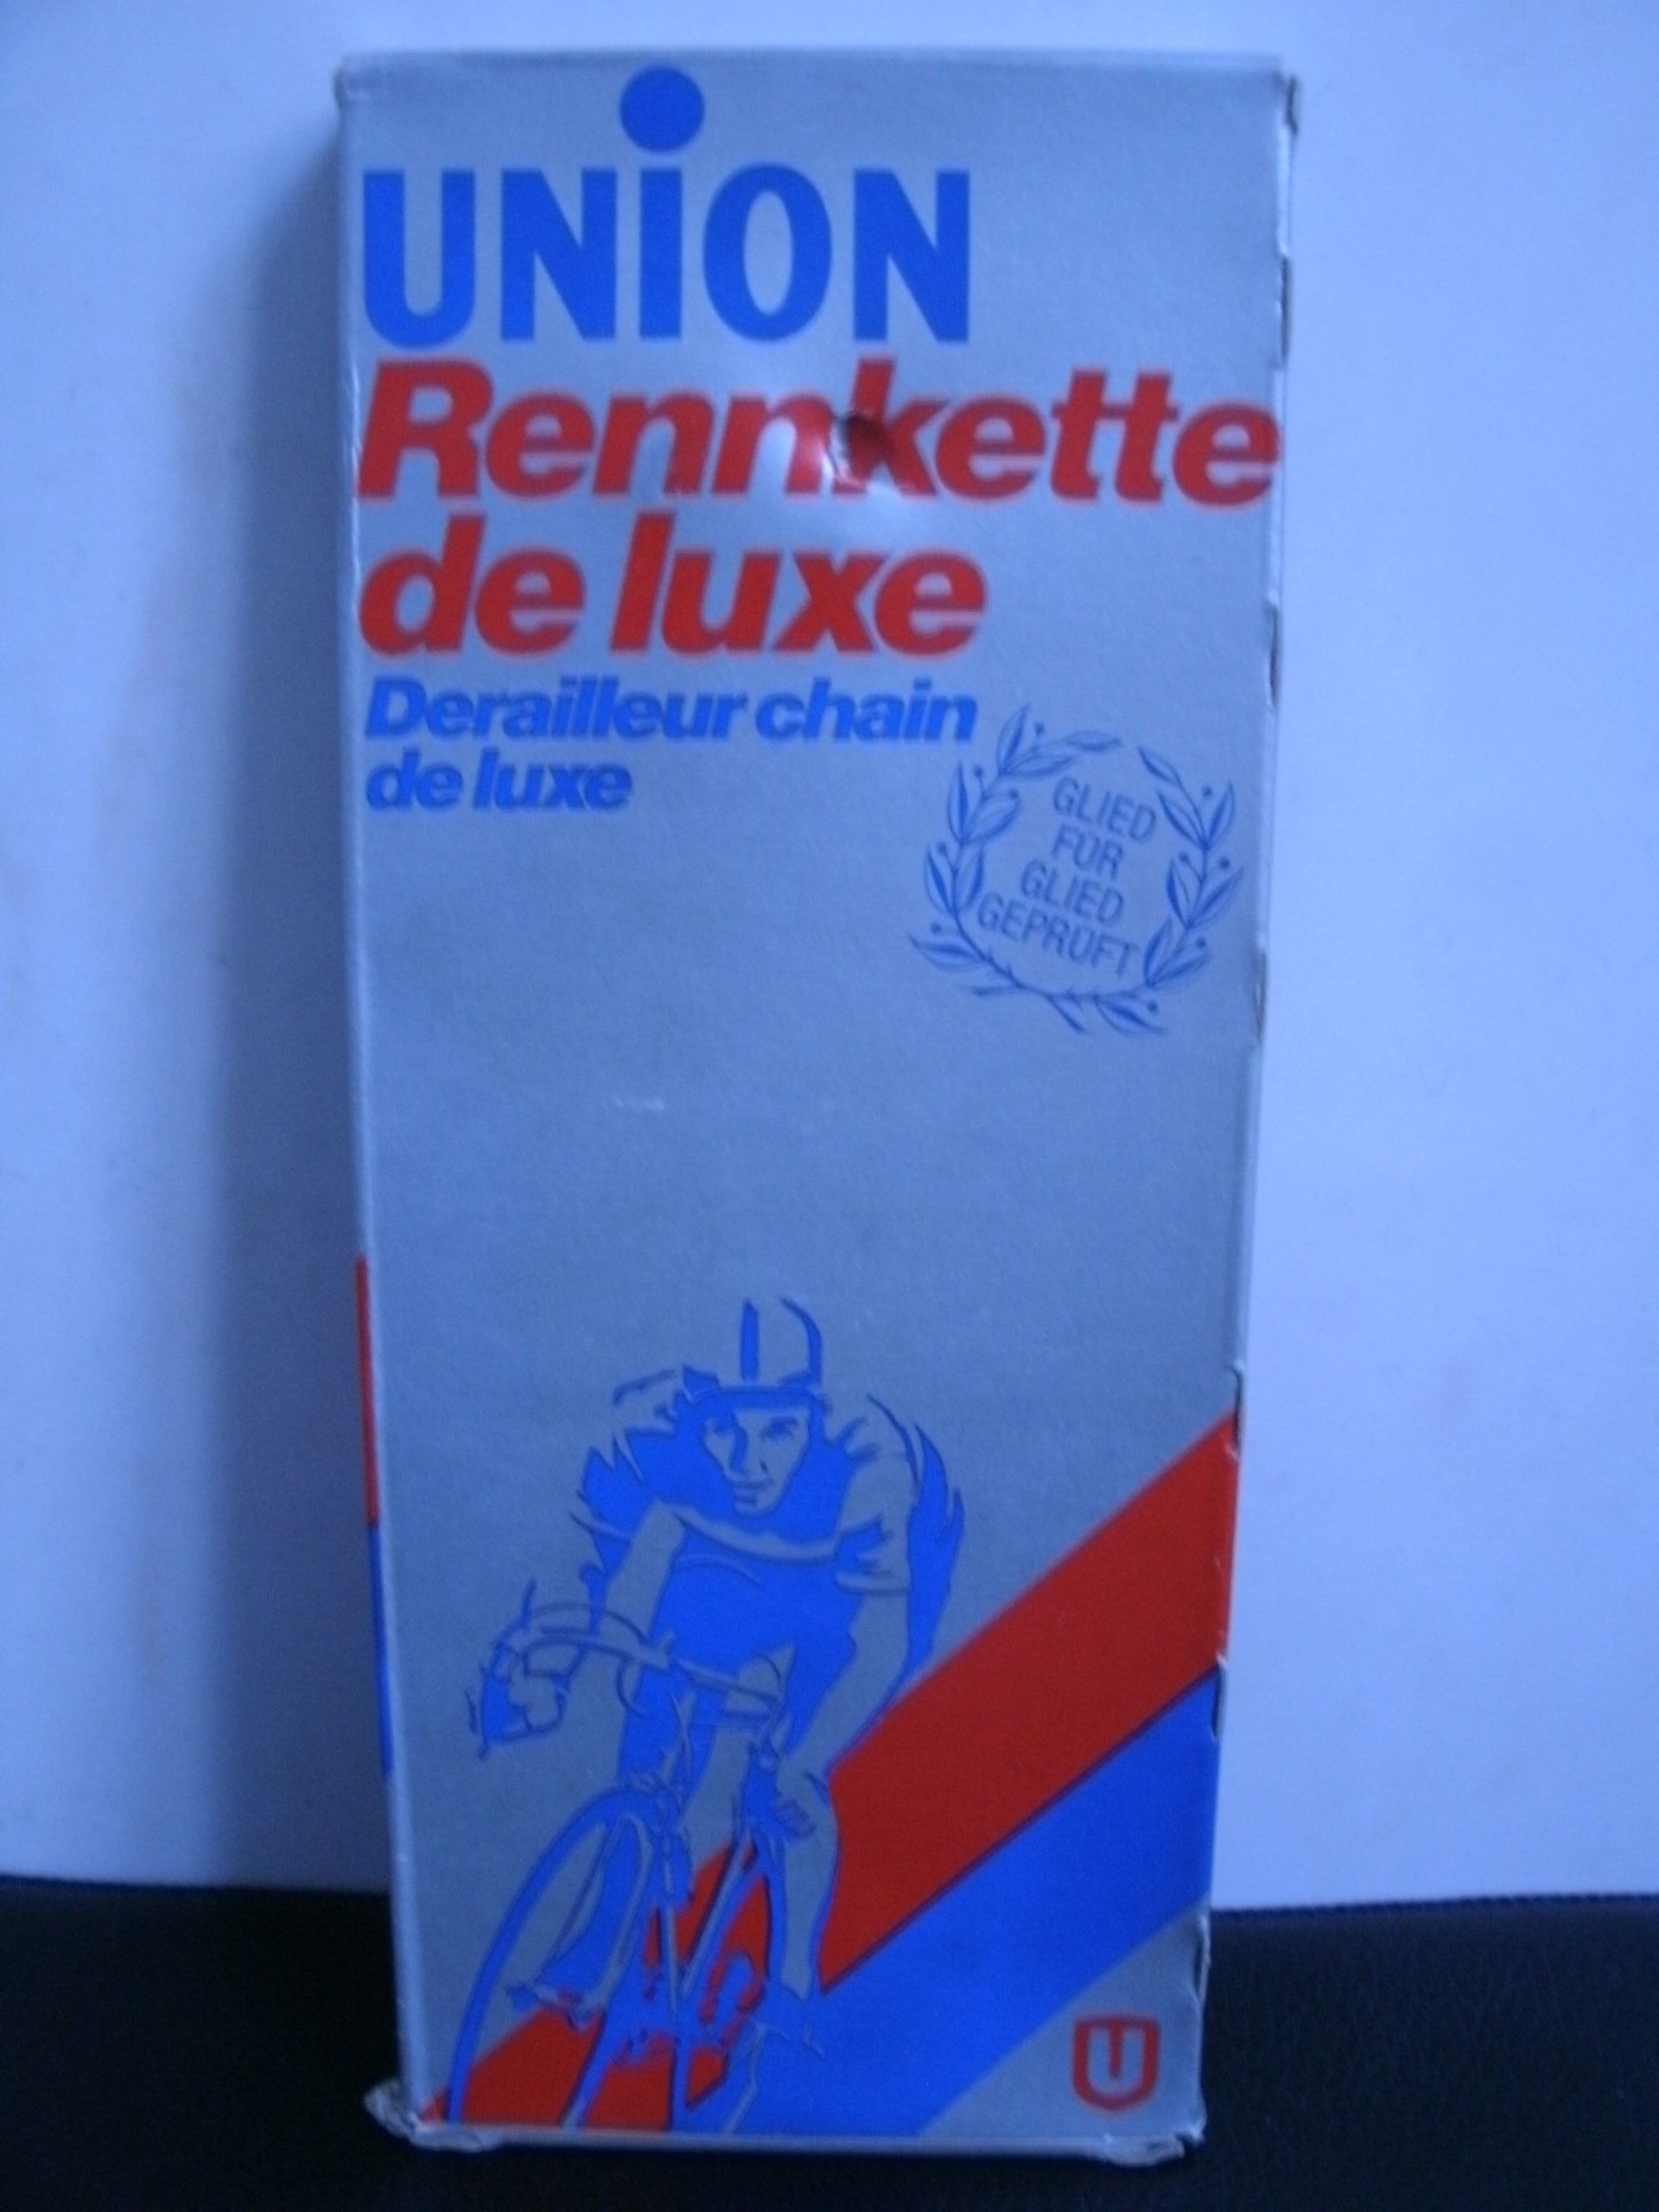 UNiON
Rennkette
de luxe
Derailleur chain
de luxe
GLIED
FÜR
GLIED
GEPRÜFT
U